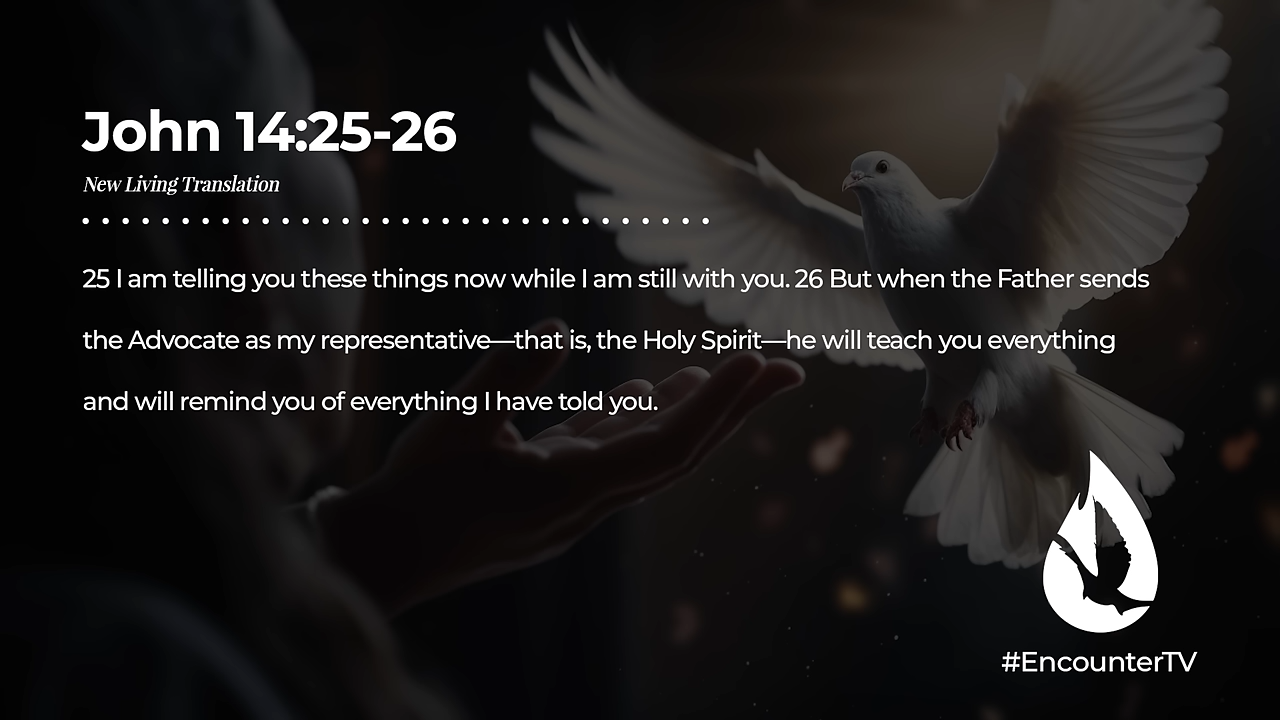 John 14:25-26
New Living Translation
25 I am telling you these things now while I am still with you. 26 But when the Father sends
the Advocate as my representative—that is, the Holy Spirit—he will teach you everything
and will remind you of everything I have told you.
#EncounterTV